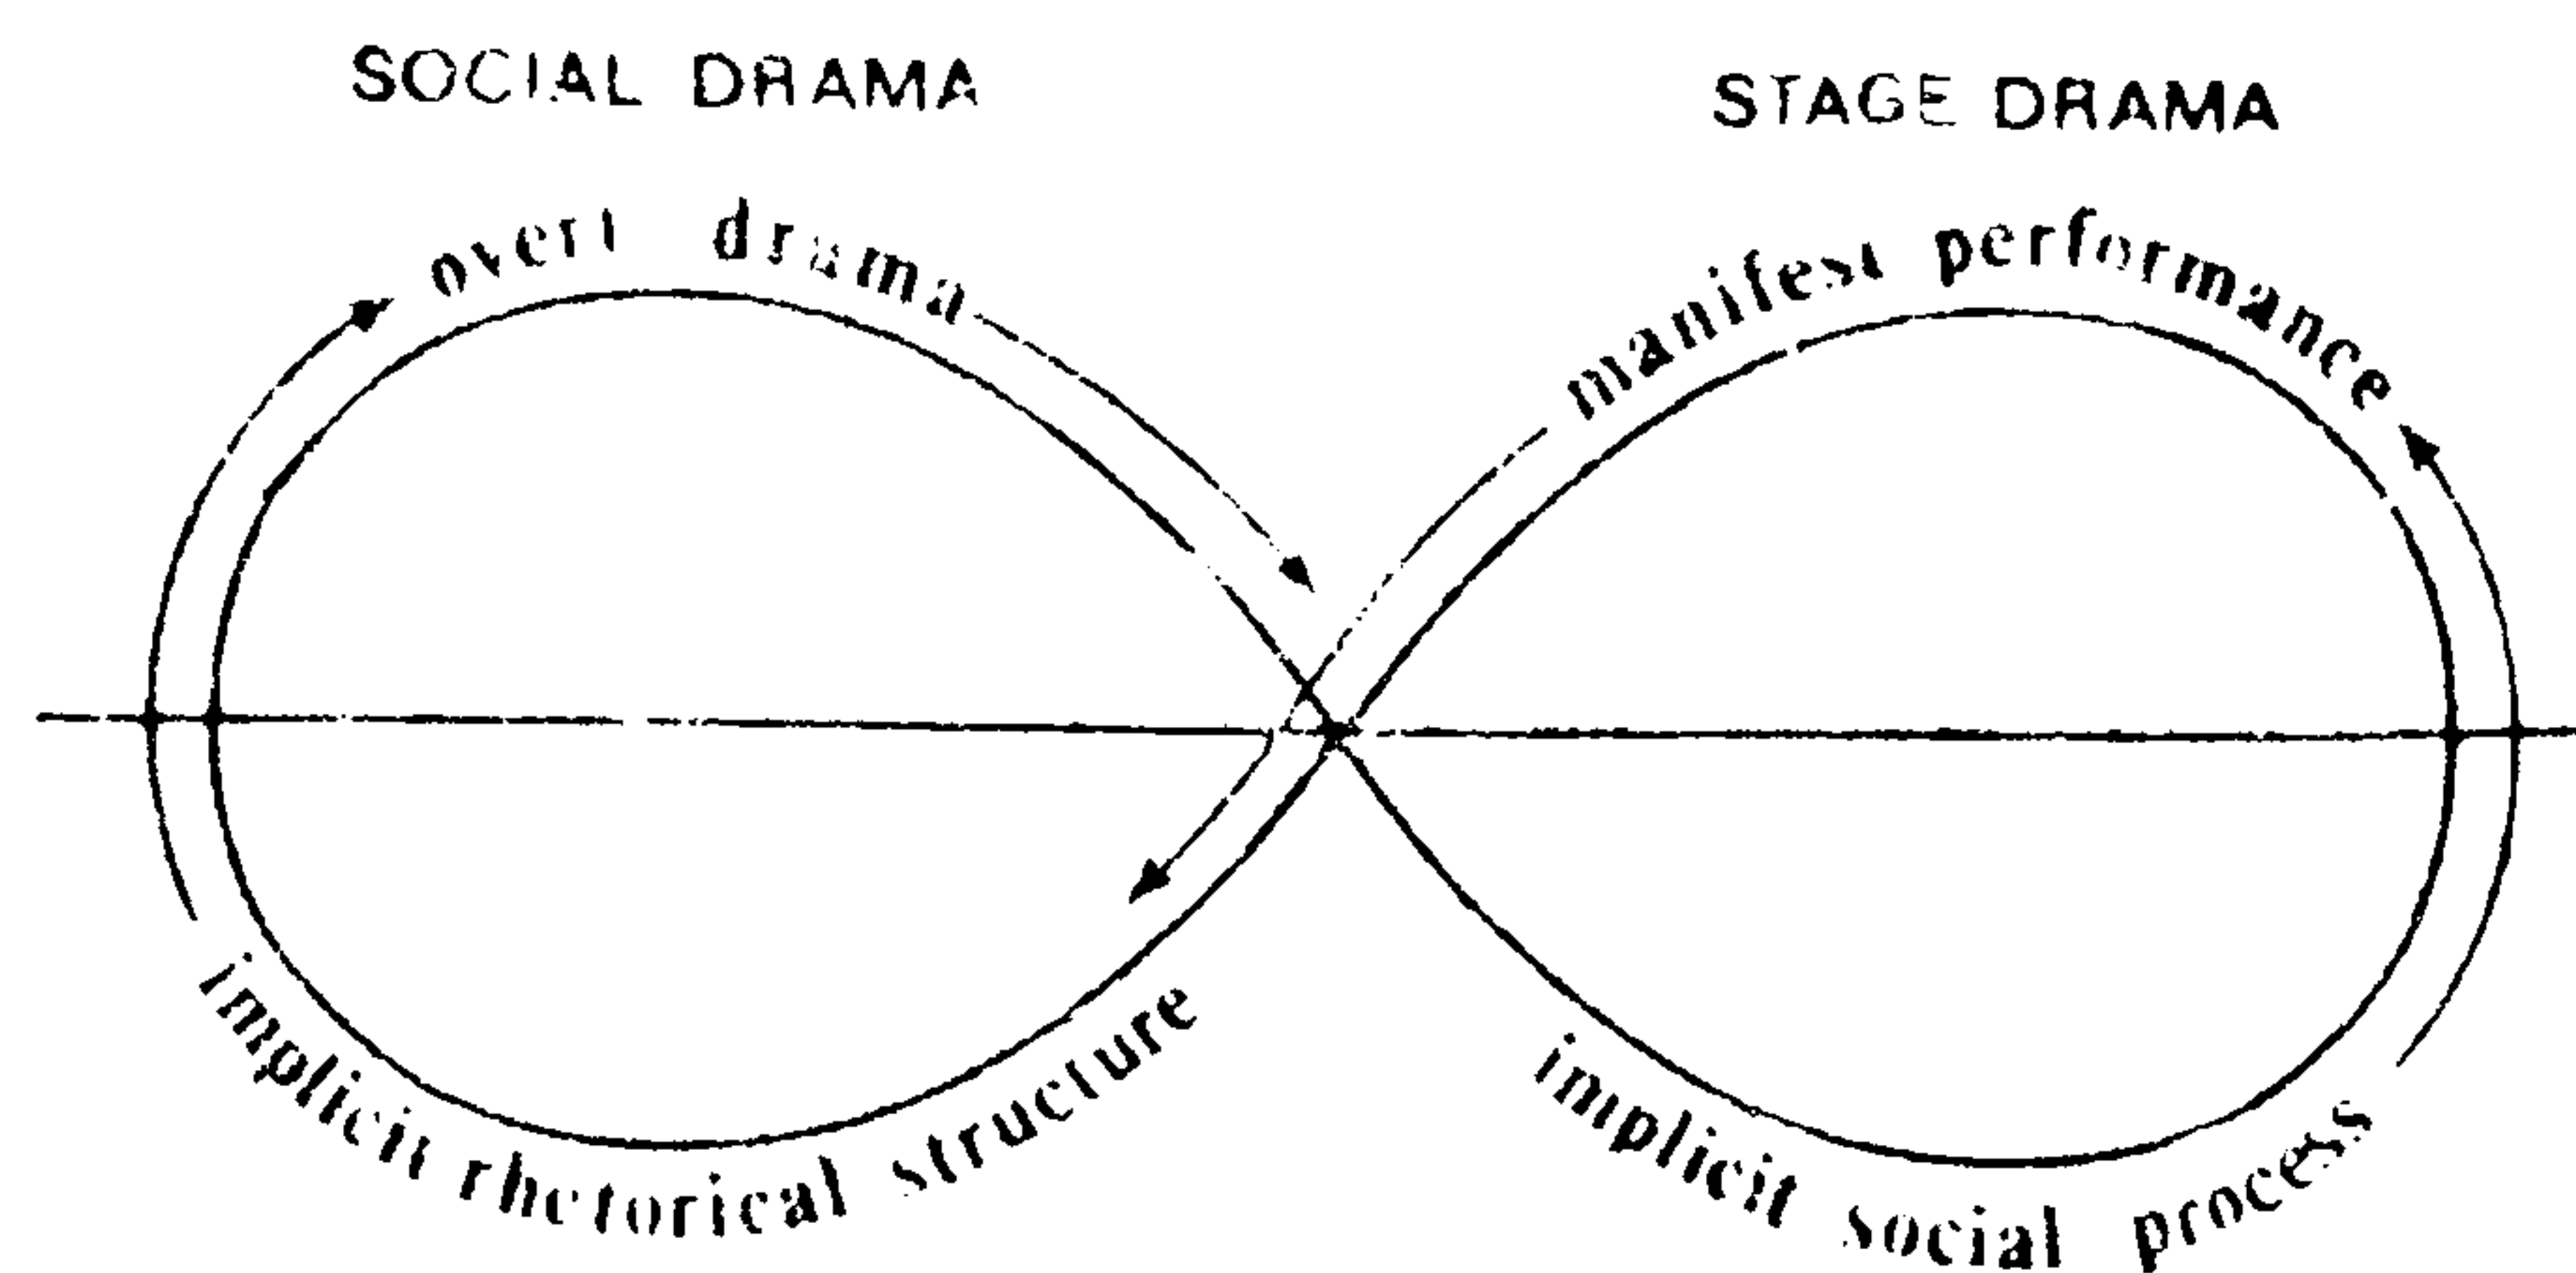 SOCIAL DRAMA
STAGE DRAMA
overt drama
manifest performance
implicit rhetorical structure
implicit social process